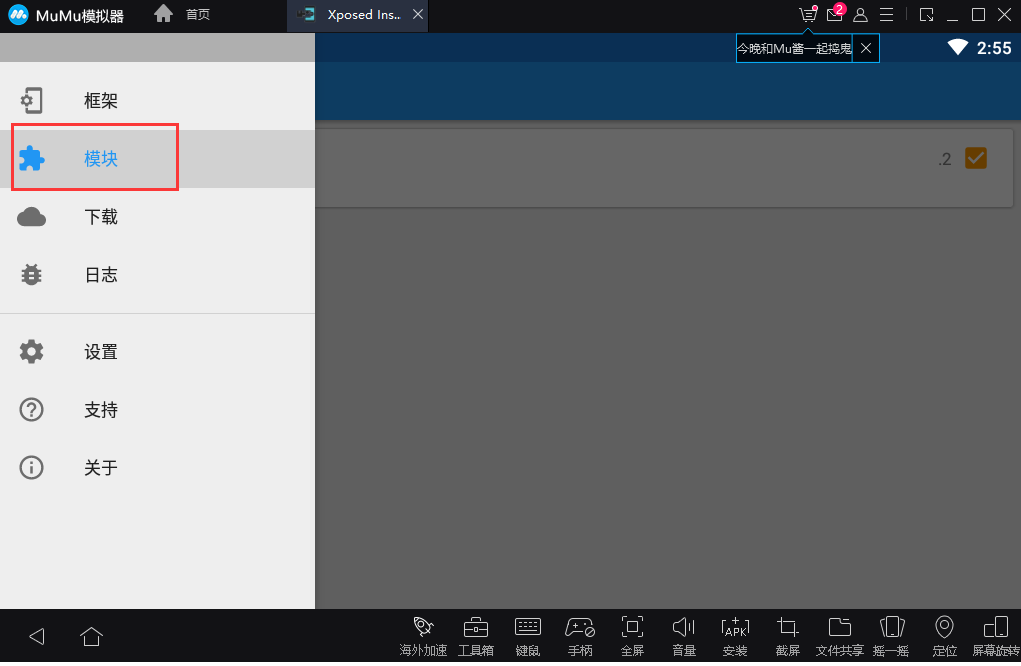 MuMu模拟器
首页
Xposed Ins..
2
今晚和Mu酱一起捣鬼
2:55
框架
模块
.2
下载
日志
设置
支持
关于
APK
海外加速 工具箱 键鼠 手柄 全屏 音量 安装 截屏 文件共享 摇一摇 定位 屏幕旋转